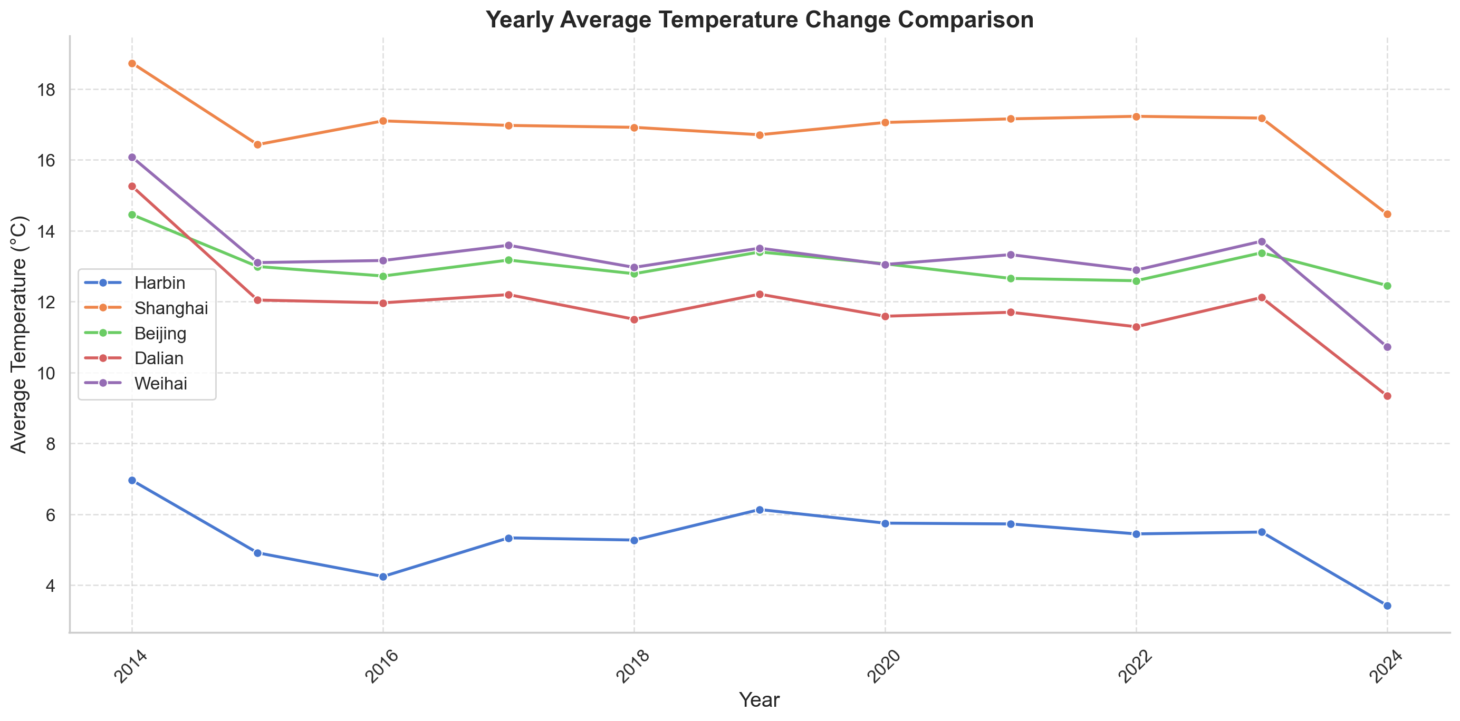 Yearly Average Temperature Change Comparison
Average Temperature (°C)
18
16
14
12
10
8
6
4
Harbin
Shanghai
Beijing
Dalian
Weihai
2014
2016
2018
2020
2022
2024
Year